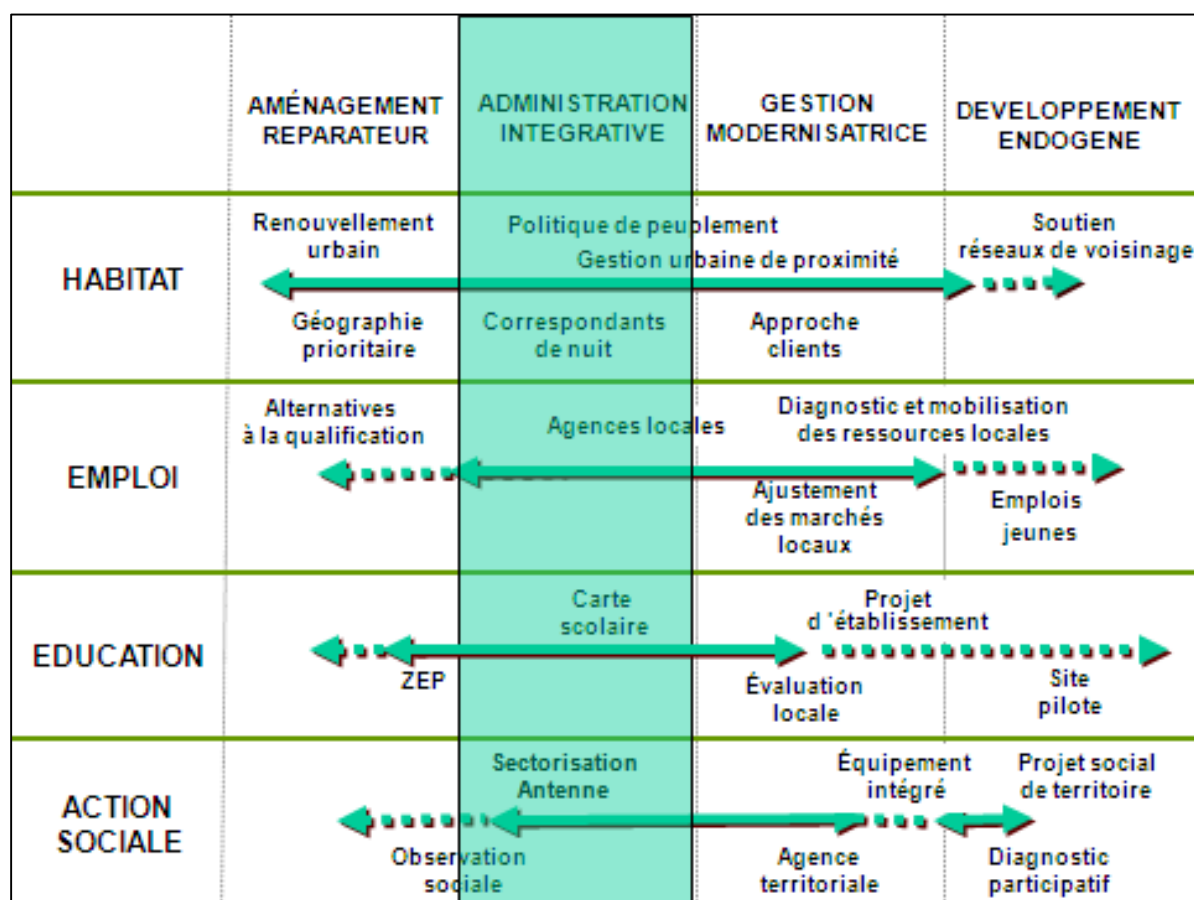 AMÉNAGEMENT
REPARATEUR
ADMINISTRATION
INTEGRATIVE
GESTION
MODERNISATRICE
DEVELOPPEMENT
ENDOGENE
HABITAT
Renouvellement
urbain
Politique de peuplement
Gestion urbaine de proximité
Soutien
réseaux de voisinage
Géographie
prioritaire
Correspondants
de nuit
Approche
clients
EMPLOI
Alternatives
à la qualification
Agences locales
Diagnostic et mobilisation
des ressources locales
Ajustement
des marchés
locaux
Emplois
jeunes
EDUCATION
Carte
scolaire
Projet
d 'établissement
ZEP
Évaluation
locale
Site
pilote
ACTION
SOCIALE
Sectorisation
Antenne
Équipement
intégré
Projet social
de territoire
Observation
sociale
Agence
territoriale
Diagnostic
participatif